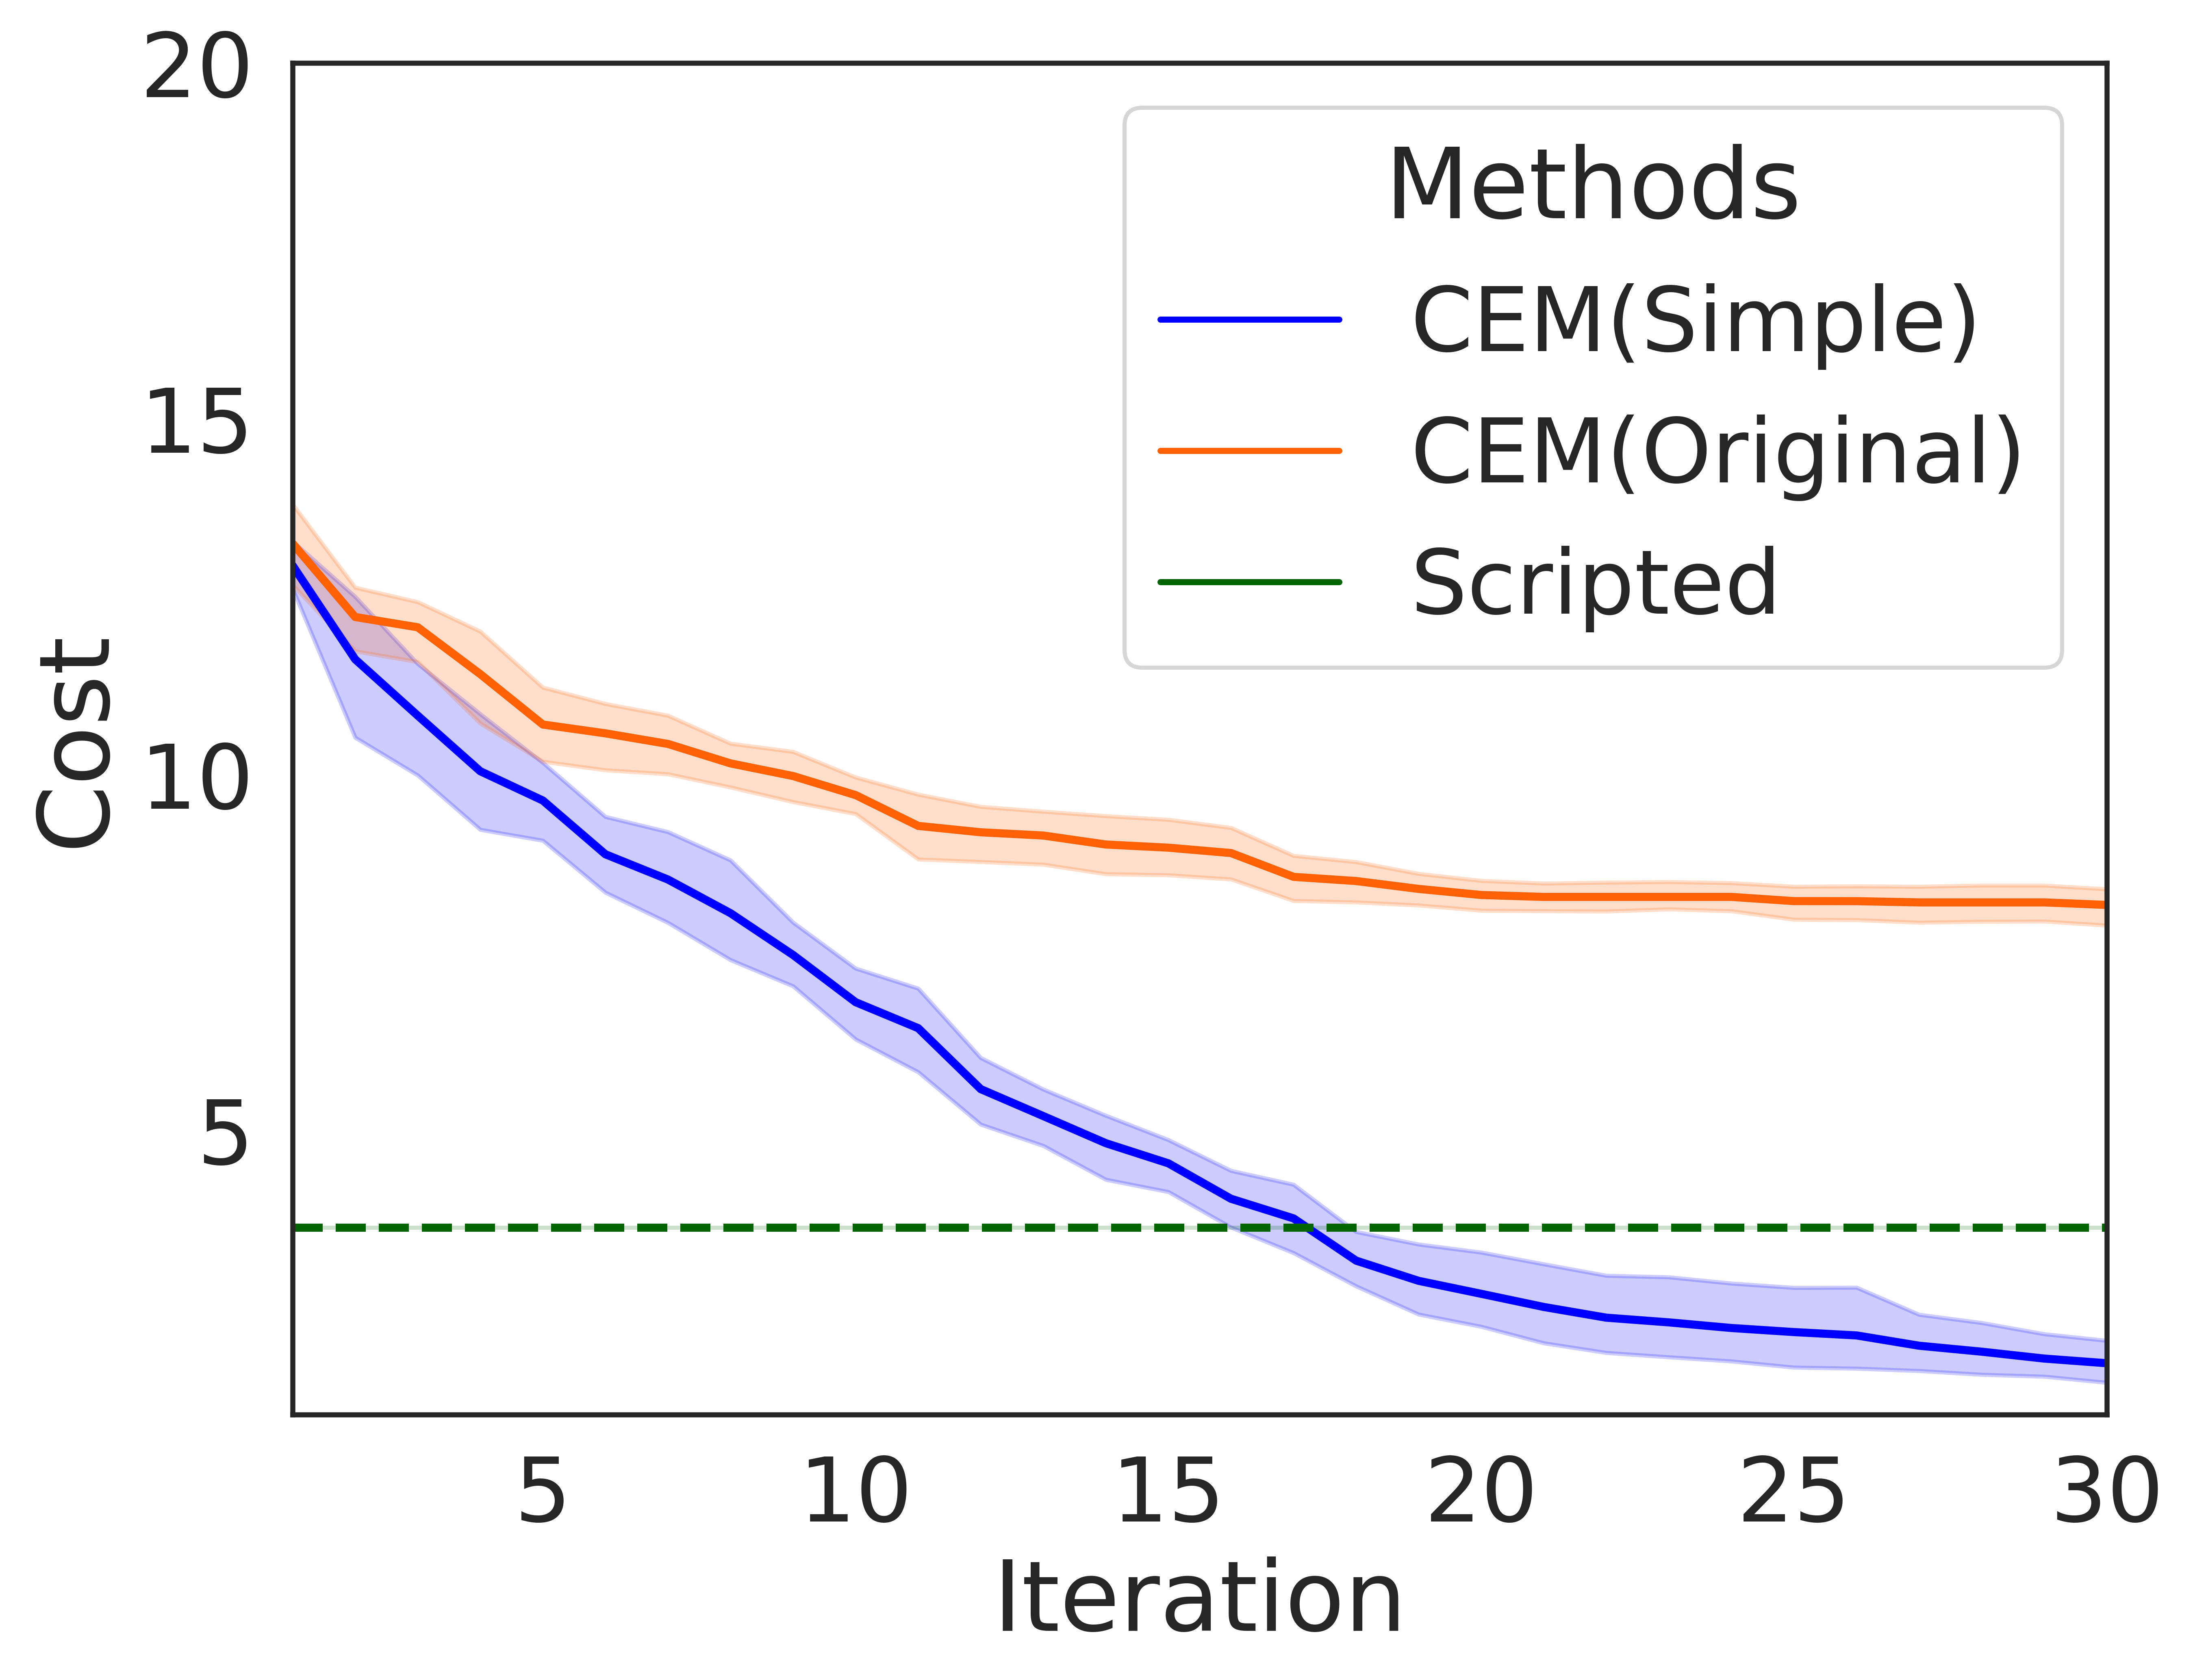 20
15
10
5
Cost
Methods
CEM(Simple)
CEM(Original)
Scripted
5 10 15 20 25 30
Iteration